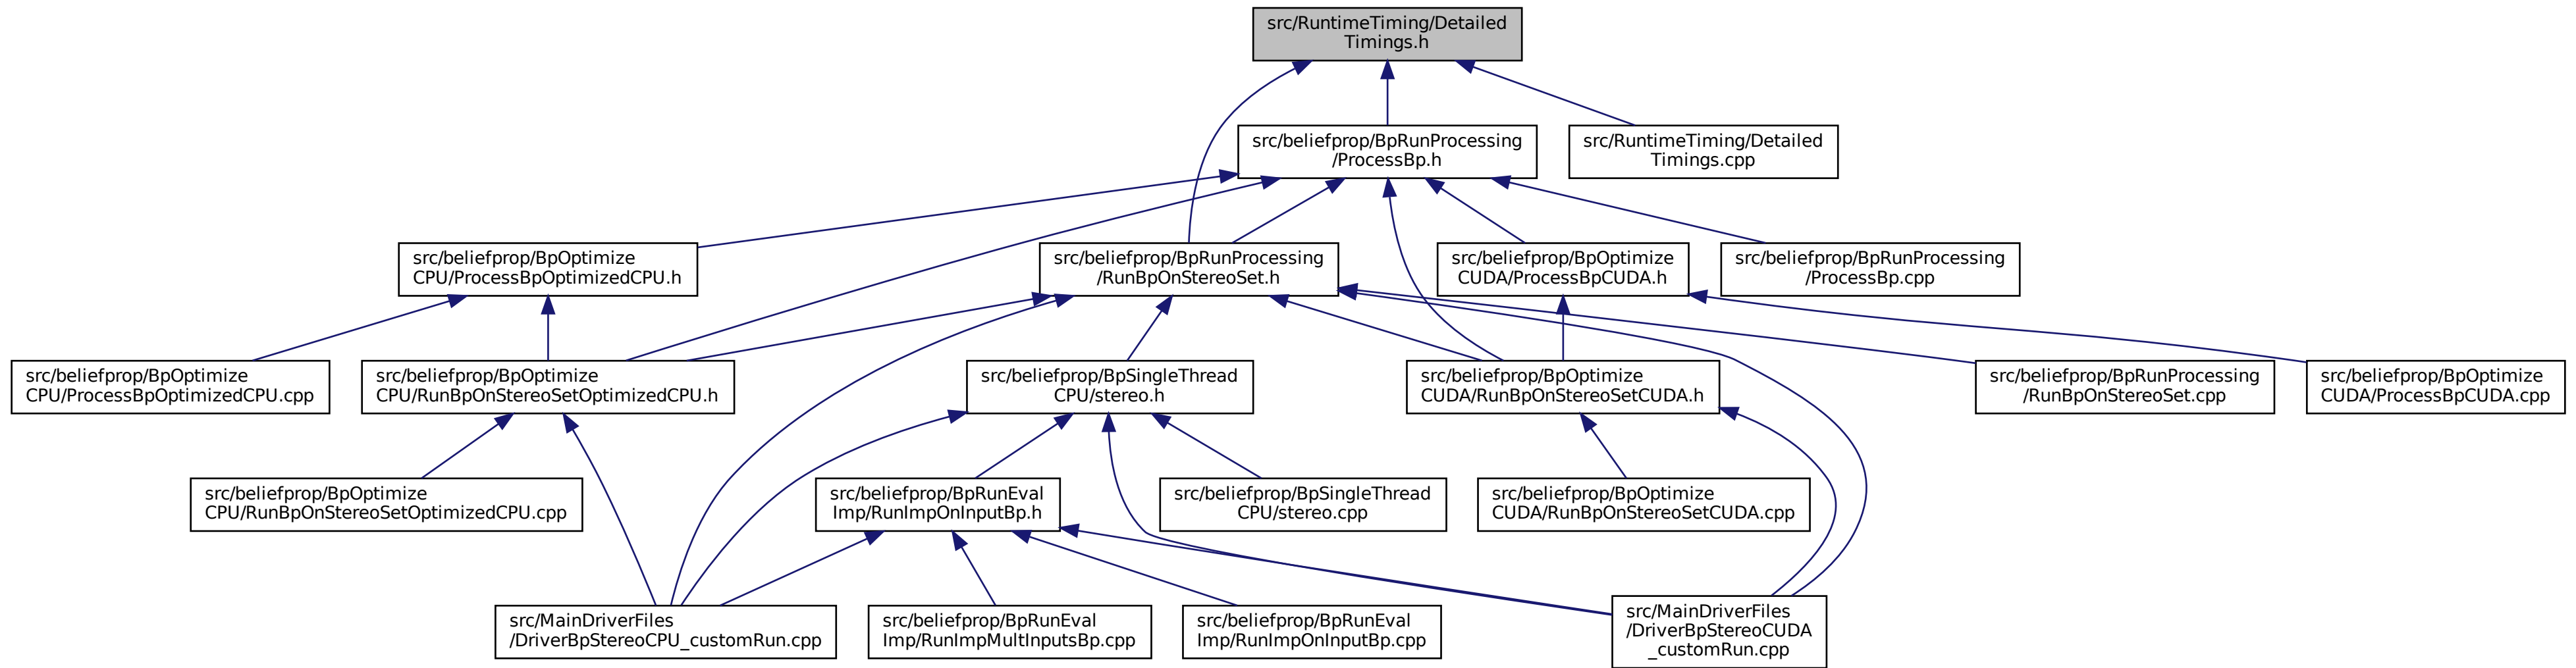 src/RuntimeTiming/Detailed
Timings.h
src/beliefprop/BpRunProcessing
/ProcessBp.h
src/RuntimeTiming/Detailed
Timings.cpp
src/beliefprop/BpOptimize
CPU/ProcessBpOptimizedCPU.h
src/beliefprop/BpRunProcessing
/RunBpOnStereoSet.h
src/beliefprop/BpOptimize
CUDA/ProcessBpCUDA.h
src/beliefprop/BpRunProcessing
/ProcessBp.cpp
src/beliefprop/BpOptimize
CPU/ProcessBpOptimizedCPU.cpp
src/beliefprop/BpOptimize
CPU/RunBpOnStereoSetOptimizedCPU.h
src/beliefprop/BpSingleThread
CPU/stereo.h
src/beliefprop/BpOptimize
CUDA/RunBpOnStereoSetCUDA.h
src/beliefprop/BpRunProcessing
/RunBpOnStereoSet.cpp
src/beliefprop/BpOptimize
CUDA/ProcessBpCUDA.cpp
src/beliefprop/BpOptimize
CPU/RunBpOnStereoSetOptimizedCPU.cpp
src/beliefprop/BpRunEval
Imp/RunImpOnInputBp.h
src/beliefprop/BpSingleThread
CPU/stereo.cpp
src/beliefprop/BpOptimize
CUDA/RunBpOnStereoSetCUDA.cpp
src/MainDriverFiles
/DriverBpStereoCPU_customRun.cpp
src/beliefprop/BpRunEval
Imp/RunImpMultInputsBp.cpp
src/beliefprop/BpRunEval
Imp/RunImpOnInputBp.cpp
src/MainDriverFiles
/DriverBpStereoCUDA
_customRun.cpp